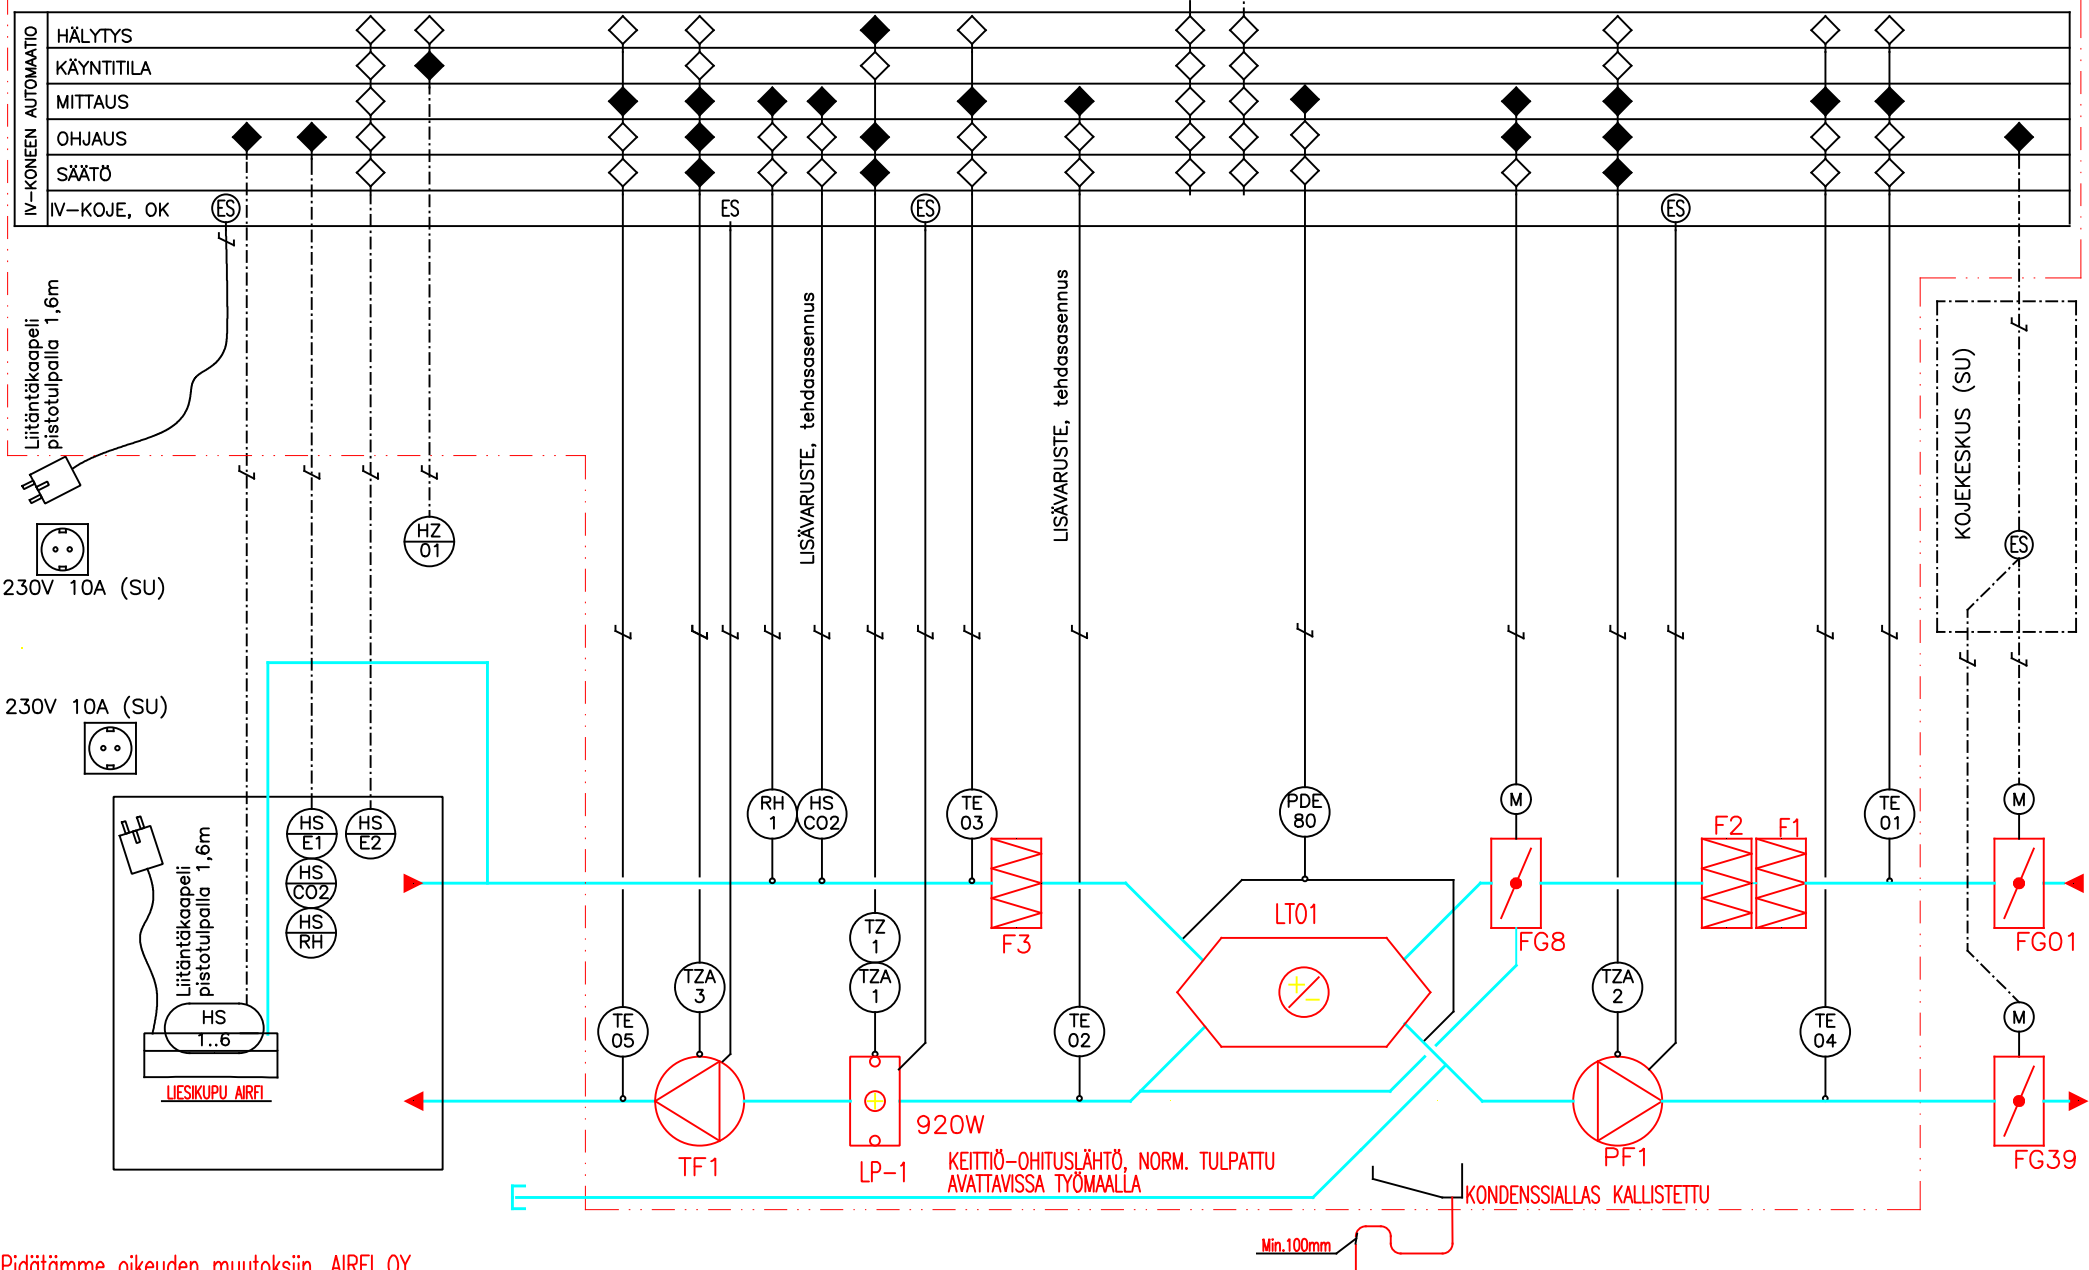 IV-KONEEN AUTOMAATIO
HÄLYTYS
KÄYNTITILA
MITTAUS
OHJAUS
SÄÄTÖ
IV-KOJE, OK
ES
ES
ES
ES
Liitäntäkaapeli
pistotulpalla 1,6m
230V 10A (SU)
230V 10A (SU)
HZ
01
LISÄVARUSTE, tehdasasennus
LISÄVARUSTE, tehdasasennus
KOJEKESKUS (SU)
ES
HS
E1
HS
E2
HS
CO2
HS
RH
Liitäntäkaapeli
pistotulpalla 1,6m
HS
1..6
LIESIKUPU AIRFI
RH
1
HS
CO2
TE
03
PDE
80
M
TE
01
M
F3
LT01
FG8
F2
F1
FG01
TZ
1
TZA
3
TZA
1
TZA
2
TE
05
TE
02
TE
04
M
TF1
LP-1
920W
PF1
FG39
KEITTIÖ-OHITUSLÄHTÖ, NORM. TULPATTU
AVATTAVISSA TYÖMAALLA
KONDENSSIALLAS KALLISTETTU
Min.100mm
Pidätämme oikeuden muutoksiin AIRFI OY